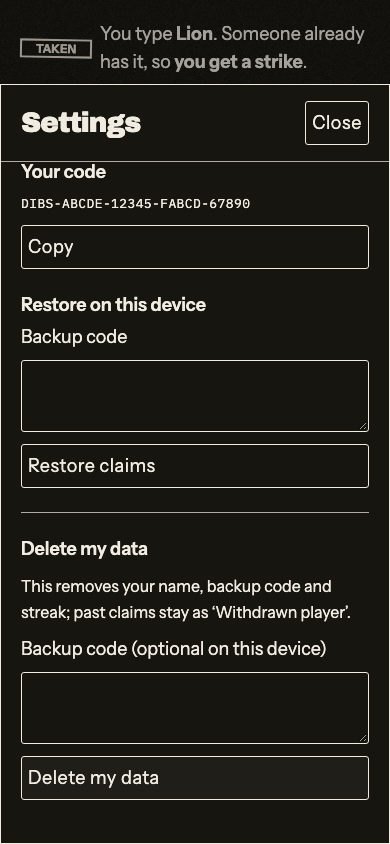 TAKEN
You type Lion. Someone already
has it, so you get a strike.
Settings
Close
Your code
DIBS-ABCDE-12345-FABCD-67890
Copy
Restore on this device
Backup code
Restore claims
Delete my data
This removes your name, backup code and
streak; past claims stay as ‘Withdrawn player’.
Backup code (optional on this device)
Delete my data